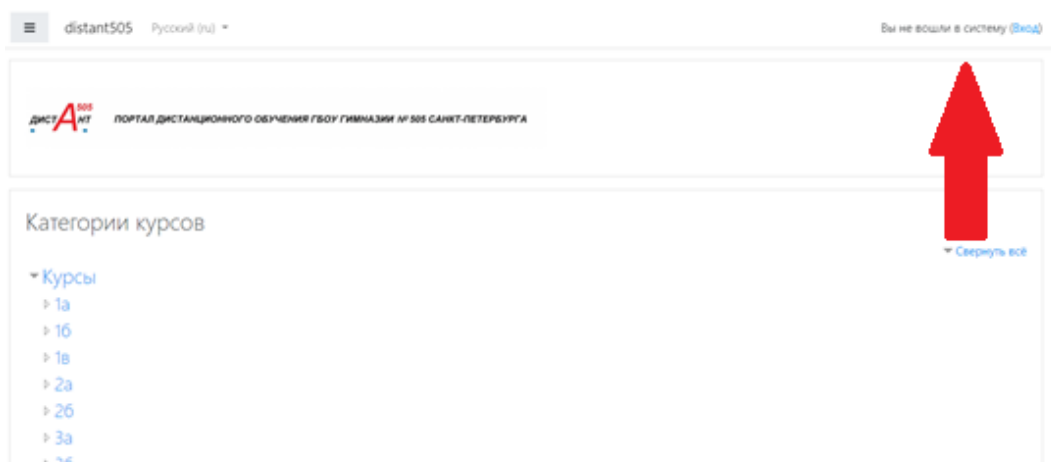 distant505 Русский (ru)
Вы не вошли в систему (Вход)
ДИСТАНТ 505
ПОРТАЛ ДИСТАНЦИОННОГО ОБУЧЕНИЯ ГБОУ ГИМНАЗИИ № 505 САНКТ-ПЕТЕРБУРГА
Категории курсов
Свернуть всё
Курсы
1а
1б
1в
2а
2б
3а